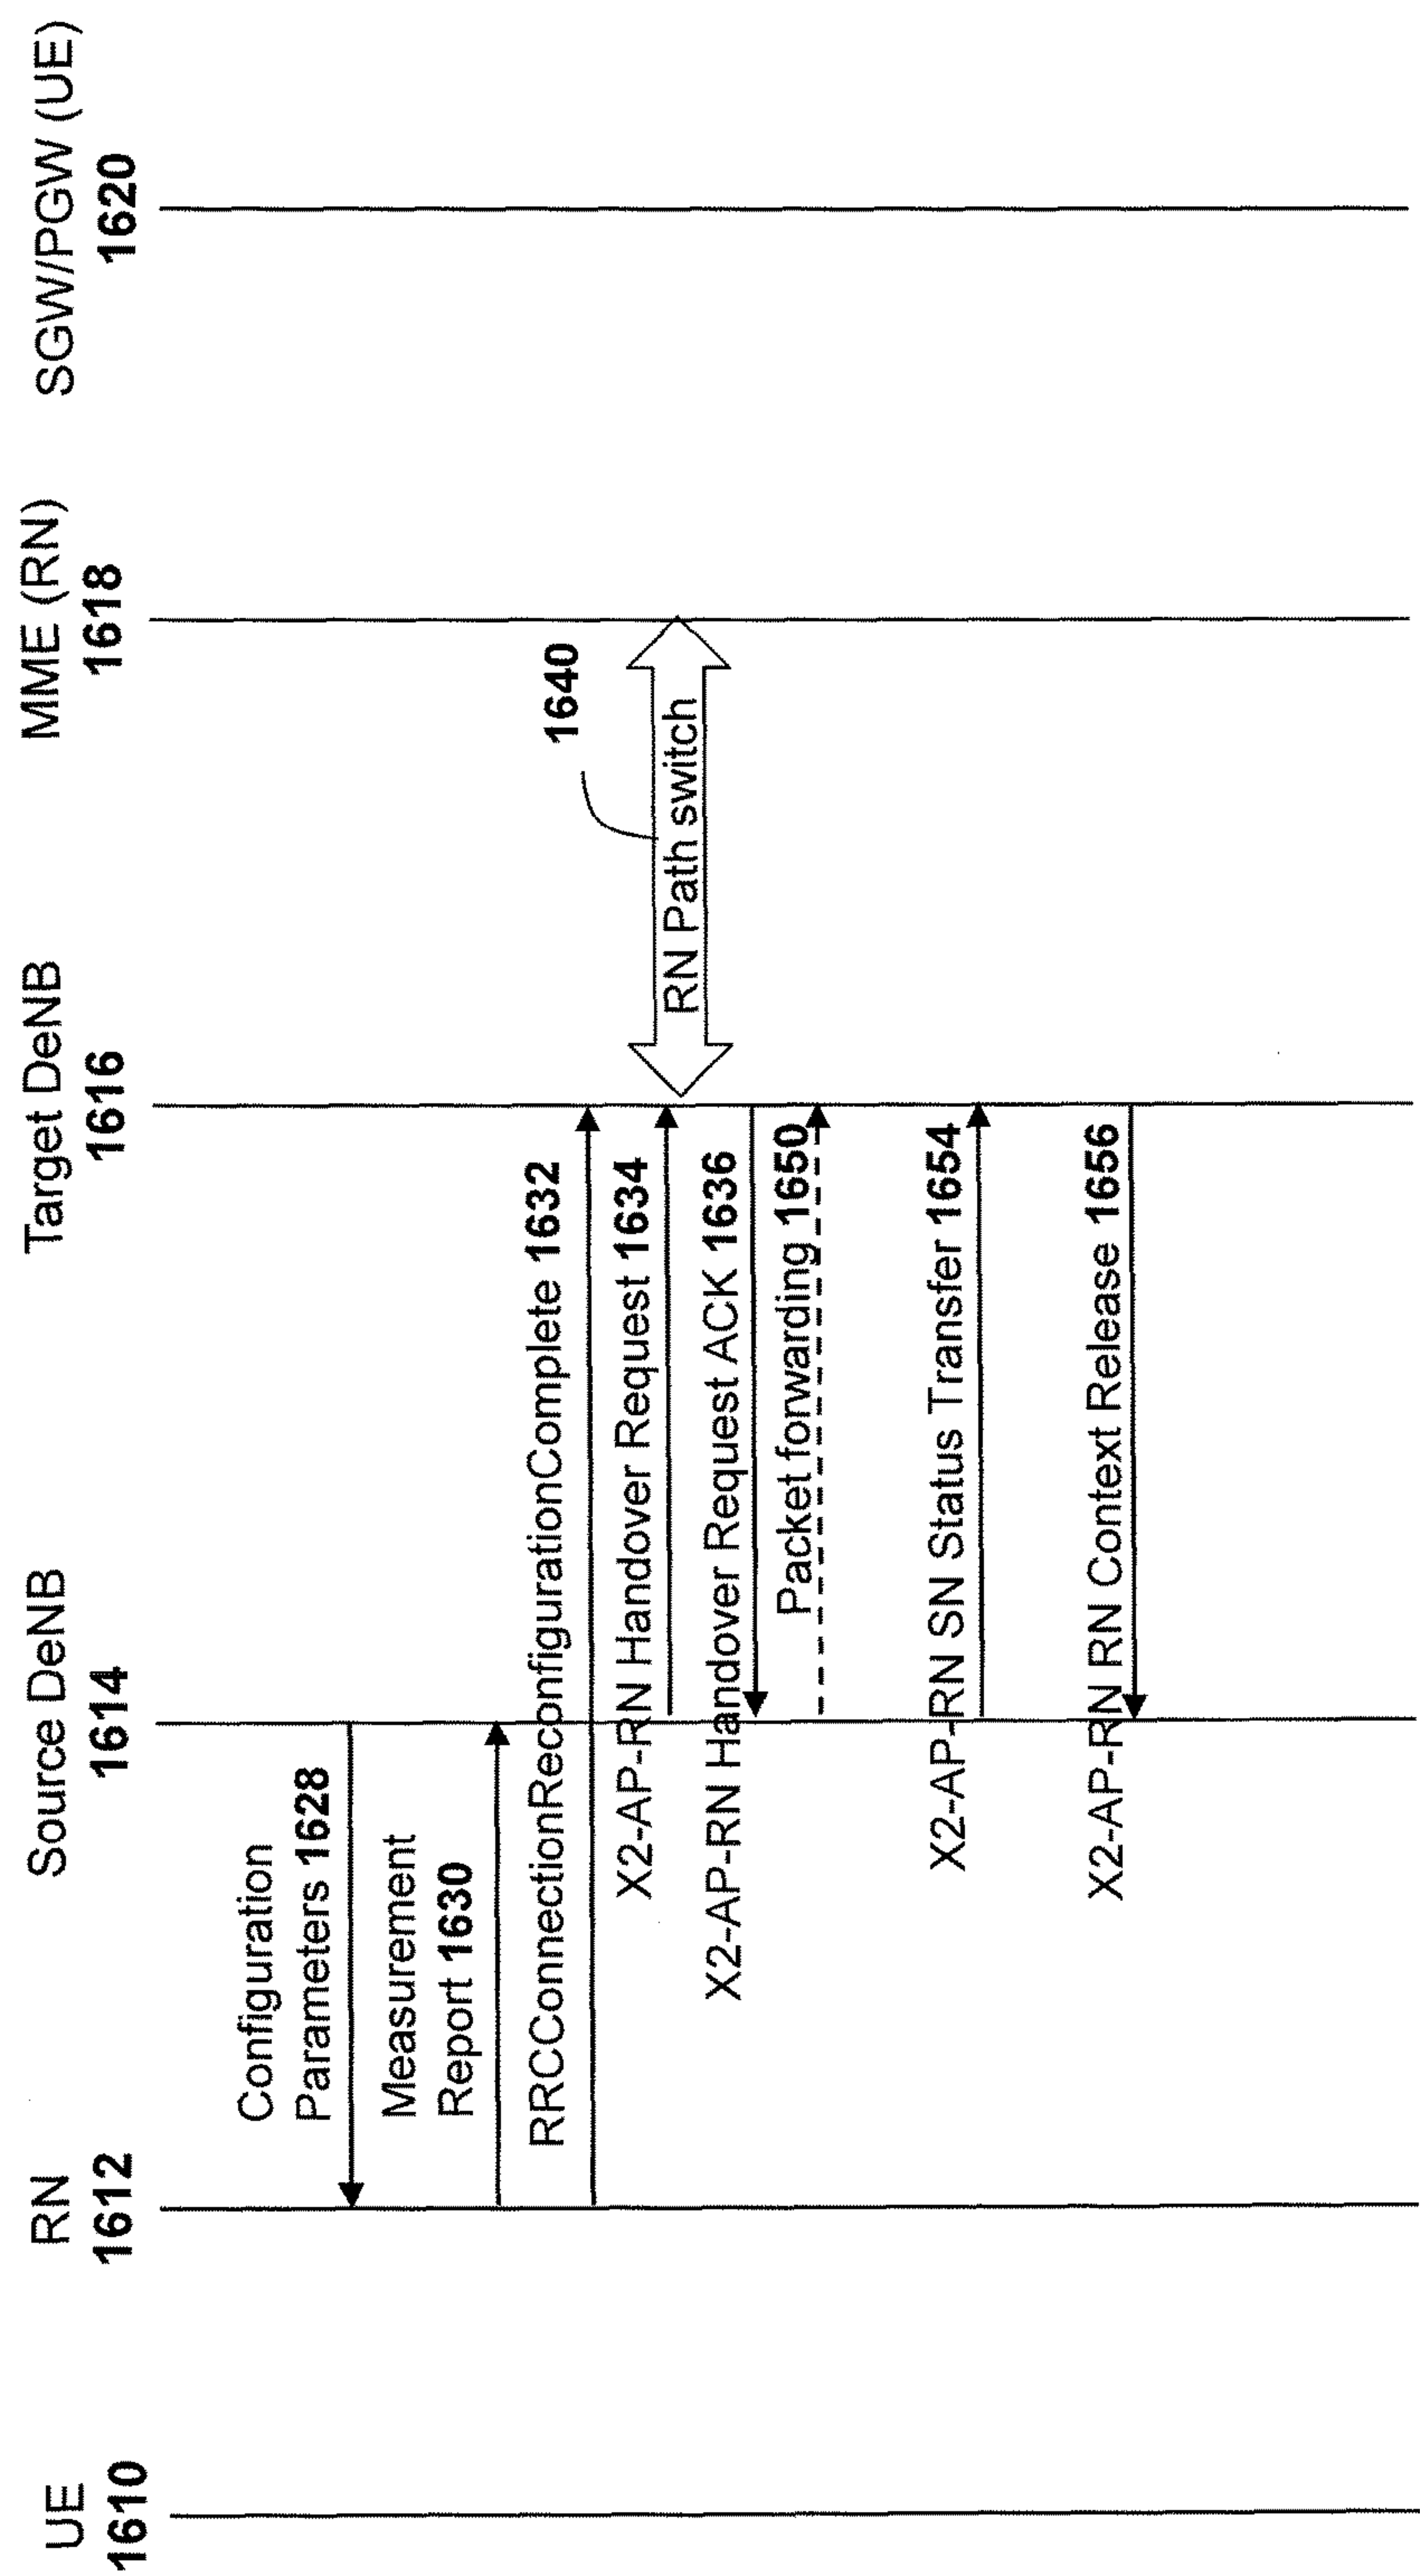 UE
1610
RN
1612
Source DeNB
1614
Target DeNB
1616
MME (RN)
1618
SGW/PGW (UE)
1620
Configuration
Parameters 1628
Measurement
Report 1630
RRCConnectionReconfigurationComplete 1632
X2-AP-RN Handover Request 1634
1640
RN Path switch
X2-AP-RN Handover Request ACK 1636
Packet forwarding 1650
X2-AP-RN SN Status Transfer 1654
X2-AP-RN RN Context Release 1656